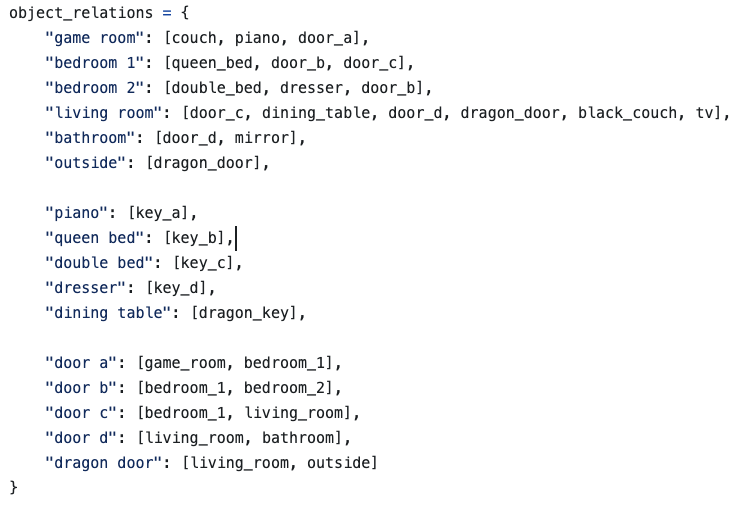 object_relations = {
    "game room": [couch, piano, door_a],
    "bedroom 1": [queen_bed, door_b, door_c],
    "bedroom 2": [double_bed, dresser, door_b],
    "living room": [door_c, dining_table, door_d, dragon_door, black_couch, tv],
    "bathroom": [door_d, mirror],
    "outside": [dragon_door],

    "piano": [key_a],
    "queen bed": [key_b],
    "double bed": [key_c],
    "dresser": [key_d],
    "dining table": [dragon_key],

    "door a": [game_room, bedroom_1],
    "door b": [bedroom_1, bedroom_2],
    "door c": [bedroom_1, living_room],
    "door d": [living_room, bathroom],
    "dragon door": [living_room, outside]
}